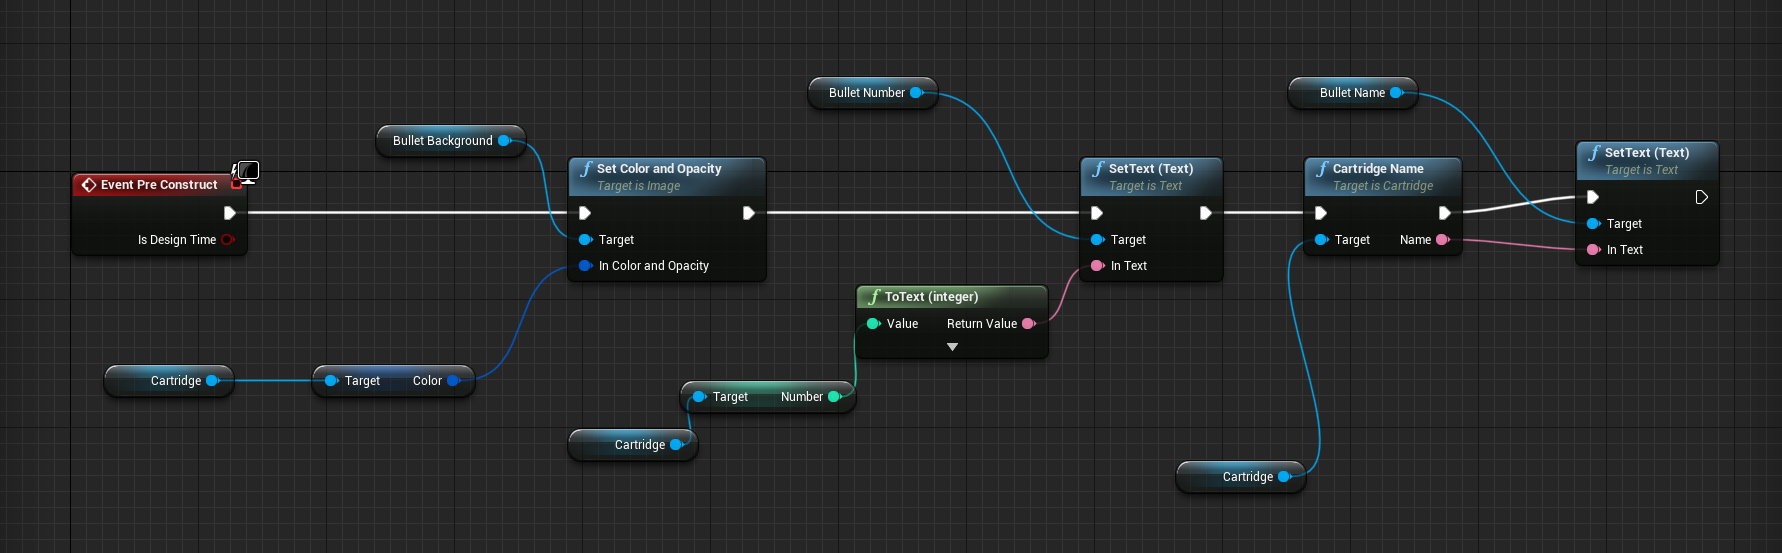 Bullet Number
Bullet Name
Bullet Background
Event Pre Construct
Is Design Time
Set Color and Opacity
Target is Image
Target
In Color and Opacity
SetText (Text)
Target is Text
Target
In Text
Cartridge Name
Target is Cartridge
Target Name
SetText (Text)
Target is Text
Target
In Text
ToText (integer)
Value Return Value
Cartridge
Target Color
Target Number
Cartridge
Cartridge